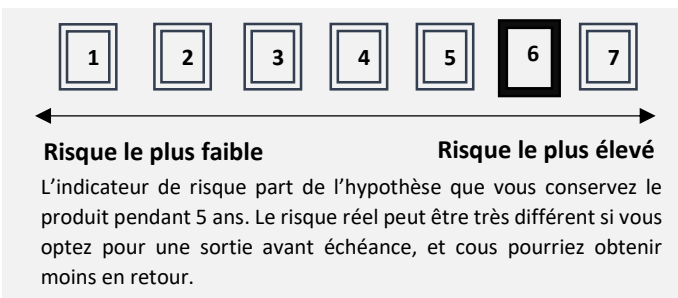 1 2 3 4 5 6 7
Risque le plus faible Risque le plus élevé
L’indicateur de risque part de l’hypothèse que vous conservez le
produit pendant 5 ans. Le risque réel peut être très différent si vous
optez pour une sortie avant échéance, et cous pourriez obtenir
moins en retour.